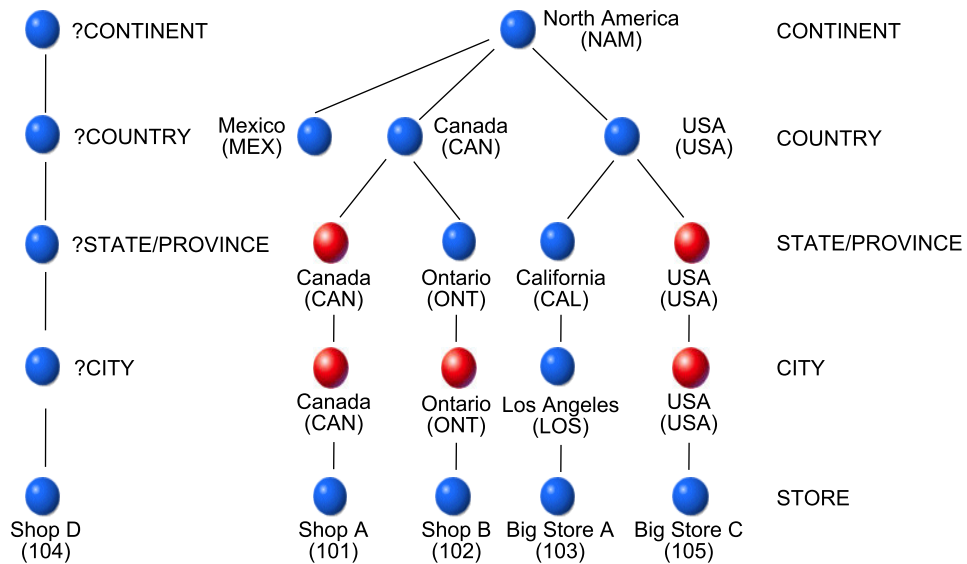 ?CONTINENT
North America
(NAM)
CONTINENT
?COUNTRY
Mexico
(MEX)
Canada
(CAN)
USA
(USA)
COUNTRY
?STATE/PROVINCE
Canada
(CAN)
Ontario
(ONT)
California
(CAL)
USA
(USA)
STATE/PROVINCE
?CITY
Canada
(CAN)
Ontario
(ONT)
Los Angeles
(LOS)
USA
(USA)
CITY
Shop D
(104)
Shop A
(101)
Shop B
(102)
Big Store A
(103)
Big Store C
(105)
STORE